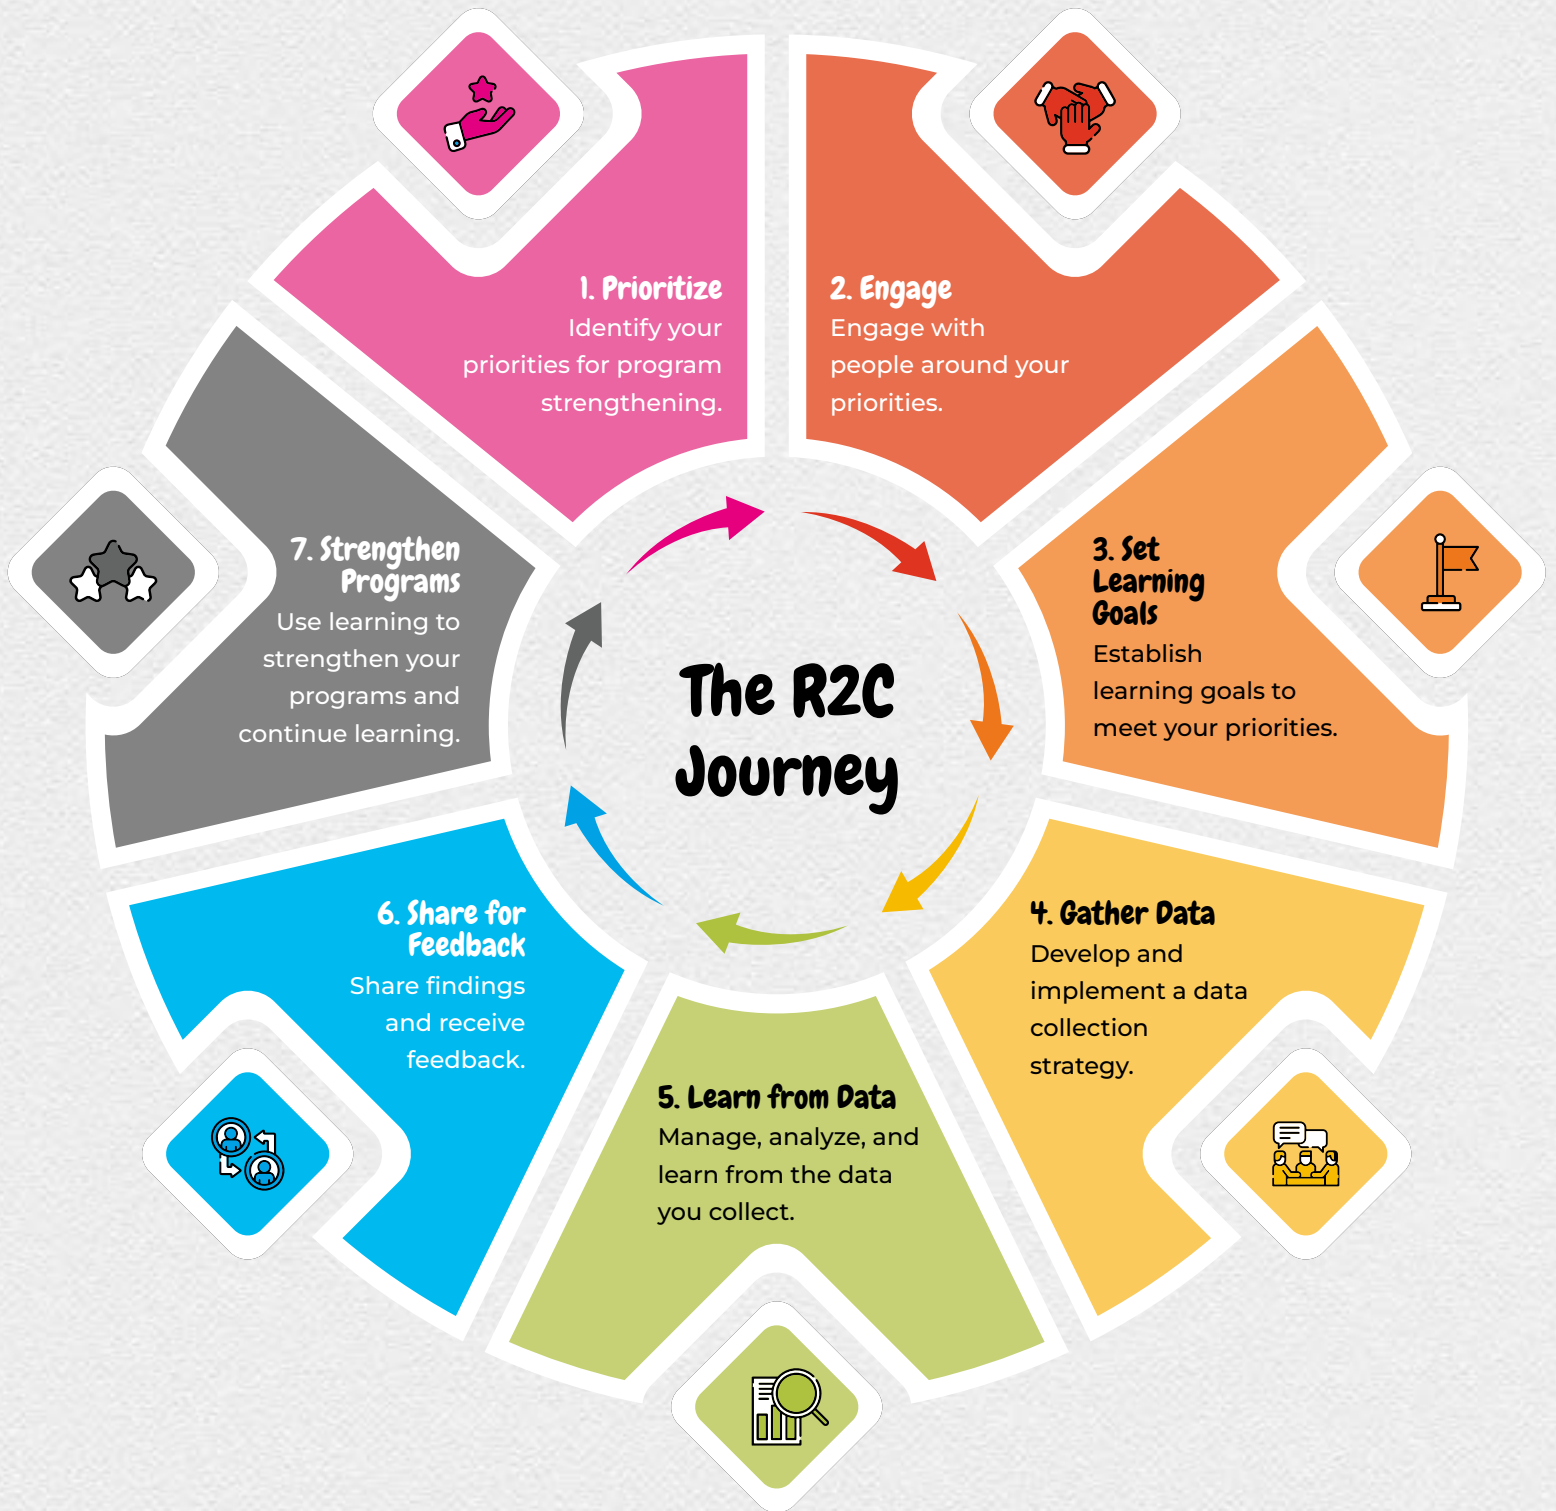 1. Prioritize
Identify your
priorities for program
strengthening.
2. Engage
Engage with
people around your
priorities.
3. Set
Learning
Goals
Establish
learning goals to
meet your priorities.
4. Gather Data
Develop and
implement a data
collection
strategy.
5. Learn from Data
Manage, analyze, and
learn from the data
you collect.
6. Share for
Feedback
Share findings
and receive
feedback.
7. Strengthen
Programs
Use learning to
strengthen your
programs and
continue learning.
The R2C
Journey